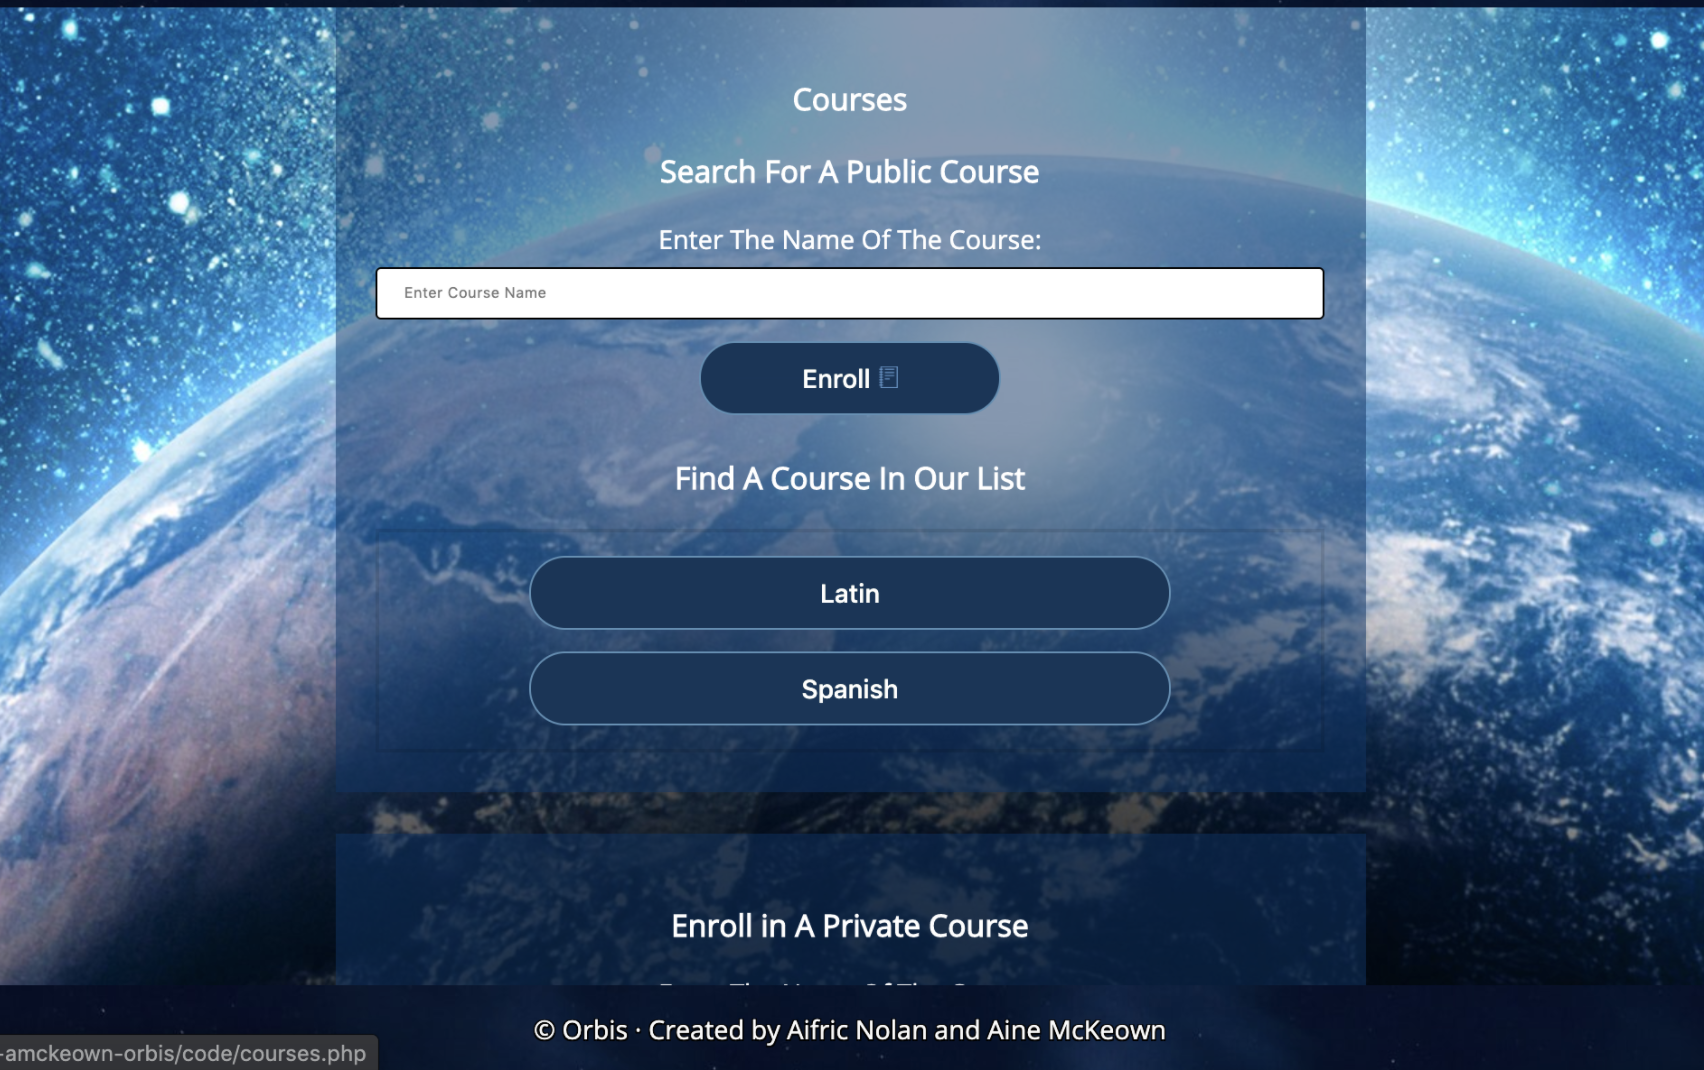 Courses
Search For A Public Course
Enter The Name Of The Course:
Enter Course Name
Enroll
Find A Course In Our List
Latin
Spanish
Enroll in A Private Course
© Orbis · Created by Aifric Nolan and Aine McKeown
-amckeown-orbis/code/courses.php